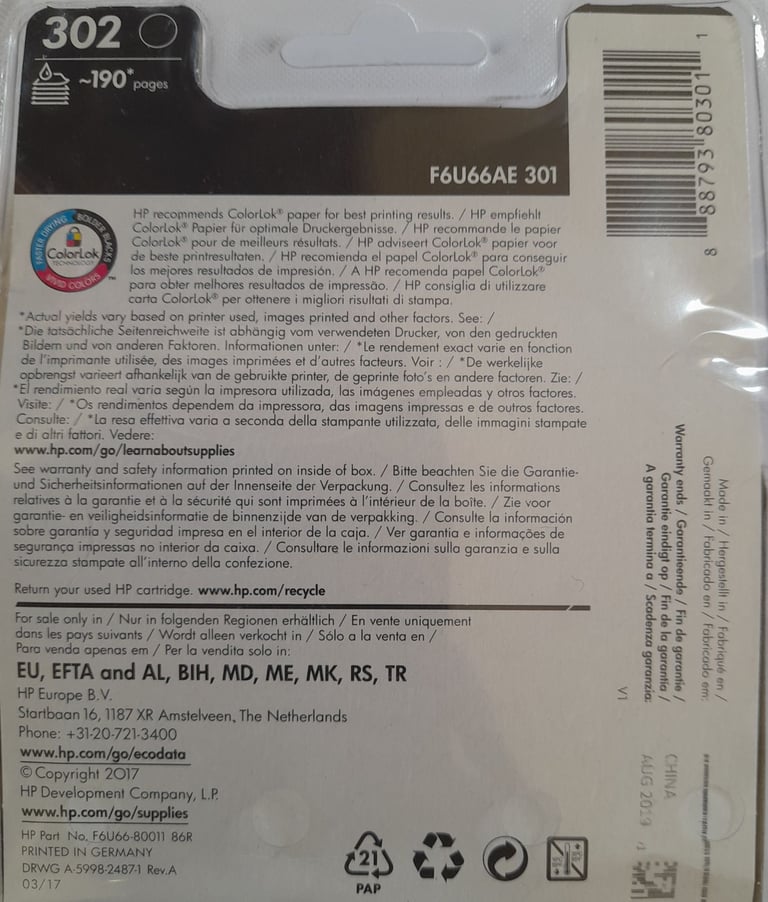 302
~190* pages
F6U66AE 301
FASTER DRYING
BOLDER BLACKS
ColorLok®
TECHNOLOGY
VIVID COLORS
™
HP recommends ColorLok® paper for best printing results. / HP empfiehlt
ColorLok® Papier für optimale Druckergebnisse. / HP recommande le papier
ColorLok® pour de meilleurs résultats. / HP adviseert ColorLok® papier voor
de beste printresultaten. / HP recomienda el papel ColorLok® para conseguir
los mejores resultados de impresión. / A HP recomenda papel ColorLok®
para obter melhores resultados de impressão. / HP consiglia di utilizzare
carta ColorLok® per ottenere i migliori risultati di stampa.
*Actual yields vary based on printer used, images printed and other factors. See: /
*Die tatsächliche Seitenreichweite ist abhängig vom verwendeten Drucker, von den gedruckten
Bildern und von anderen Faktoren. Informationen unter: / *Le rendement exact varie en fonction
de l'imprimante utilisée, des images imprimées et d'autres facteurs. Voir : / *De werkelijke
opbrengst varieert afhankelijk van de gebruikte printer, de geprinte foto's en andere factoren. Zie: /
*El rendimiento real varia según la impresora utilizada, las imágenes empleadas y otros factores.
Visite: / *Os rendimentos dependem da impressora, das imagens impressas e de outros factores.
Consulte: / *La resa effettiva varia a seconda della stampante utilizzata, delle immagini stampate
e di altri fattori. Vedere:
www.hp.com/go/learnaboutsupplies
See warranty and safety information printed on inside of box. / Bitte beachten Sie die Garantie-
und Sicherheitsinformationen auf der Innenseite der Verpackung. / Consultez les informations
relatives à la garantie et à la sécurité qui sont imprimées à l'intérieur de la boîte. / Zie voor
garantie- en veiligheidsinformatie de binnenzijde van de verpakking. / Consulte la información
sobre garantía y seguridad impresa en el interior de la caja. / Ver garantia e informações de
segurança impressas no interior da caixa. / Consultare le informazioni sulla garanzia e sulla
sicurezza stampate all'interno della confezione.
Return your used HP cartridge. www.hp.com/recycle
For sale only in / Nur in folgenden Regionen erhältlich / En vente uniquement
dans les pays suivants / Wordt alleen verkocht in / Sólo a la venta en /
Para venda apenas em / Per la vendita solo in:
EU, EFTA and AL, BIH, MD, ME, MK, RS, TR
HP Europe B.V.
Startbaan 16, 1187 XR Amstelveen, The Netherlands
Phone: +31-20-721-3400
www.hp.com/go/ecodata
© Copyright 2017
HP Development Company, L.P.
www.hp.com/go/supplies
HP Part No. F6U66-80011 86R
PRINTED IN GERMANY
DRWG A-5998-2487-1 Rev.A
03/17
21
PAP
8 88793 80301 1
Made in / Hergestellt in / Fabriqué en /
Gemaakt in / Fabricado en / Fabricado em:
Warranty ends / Garantieende / Fin de garantie /
Garantie eindigt op / Fin de la garantía /
A garantia termina a / Scadenza garanzia:
V1
CHINA
AUG 2019